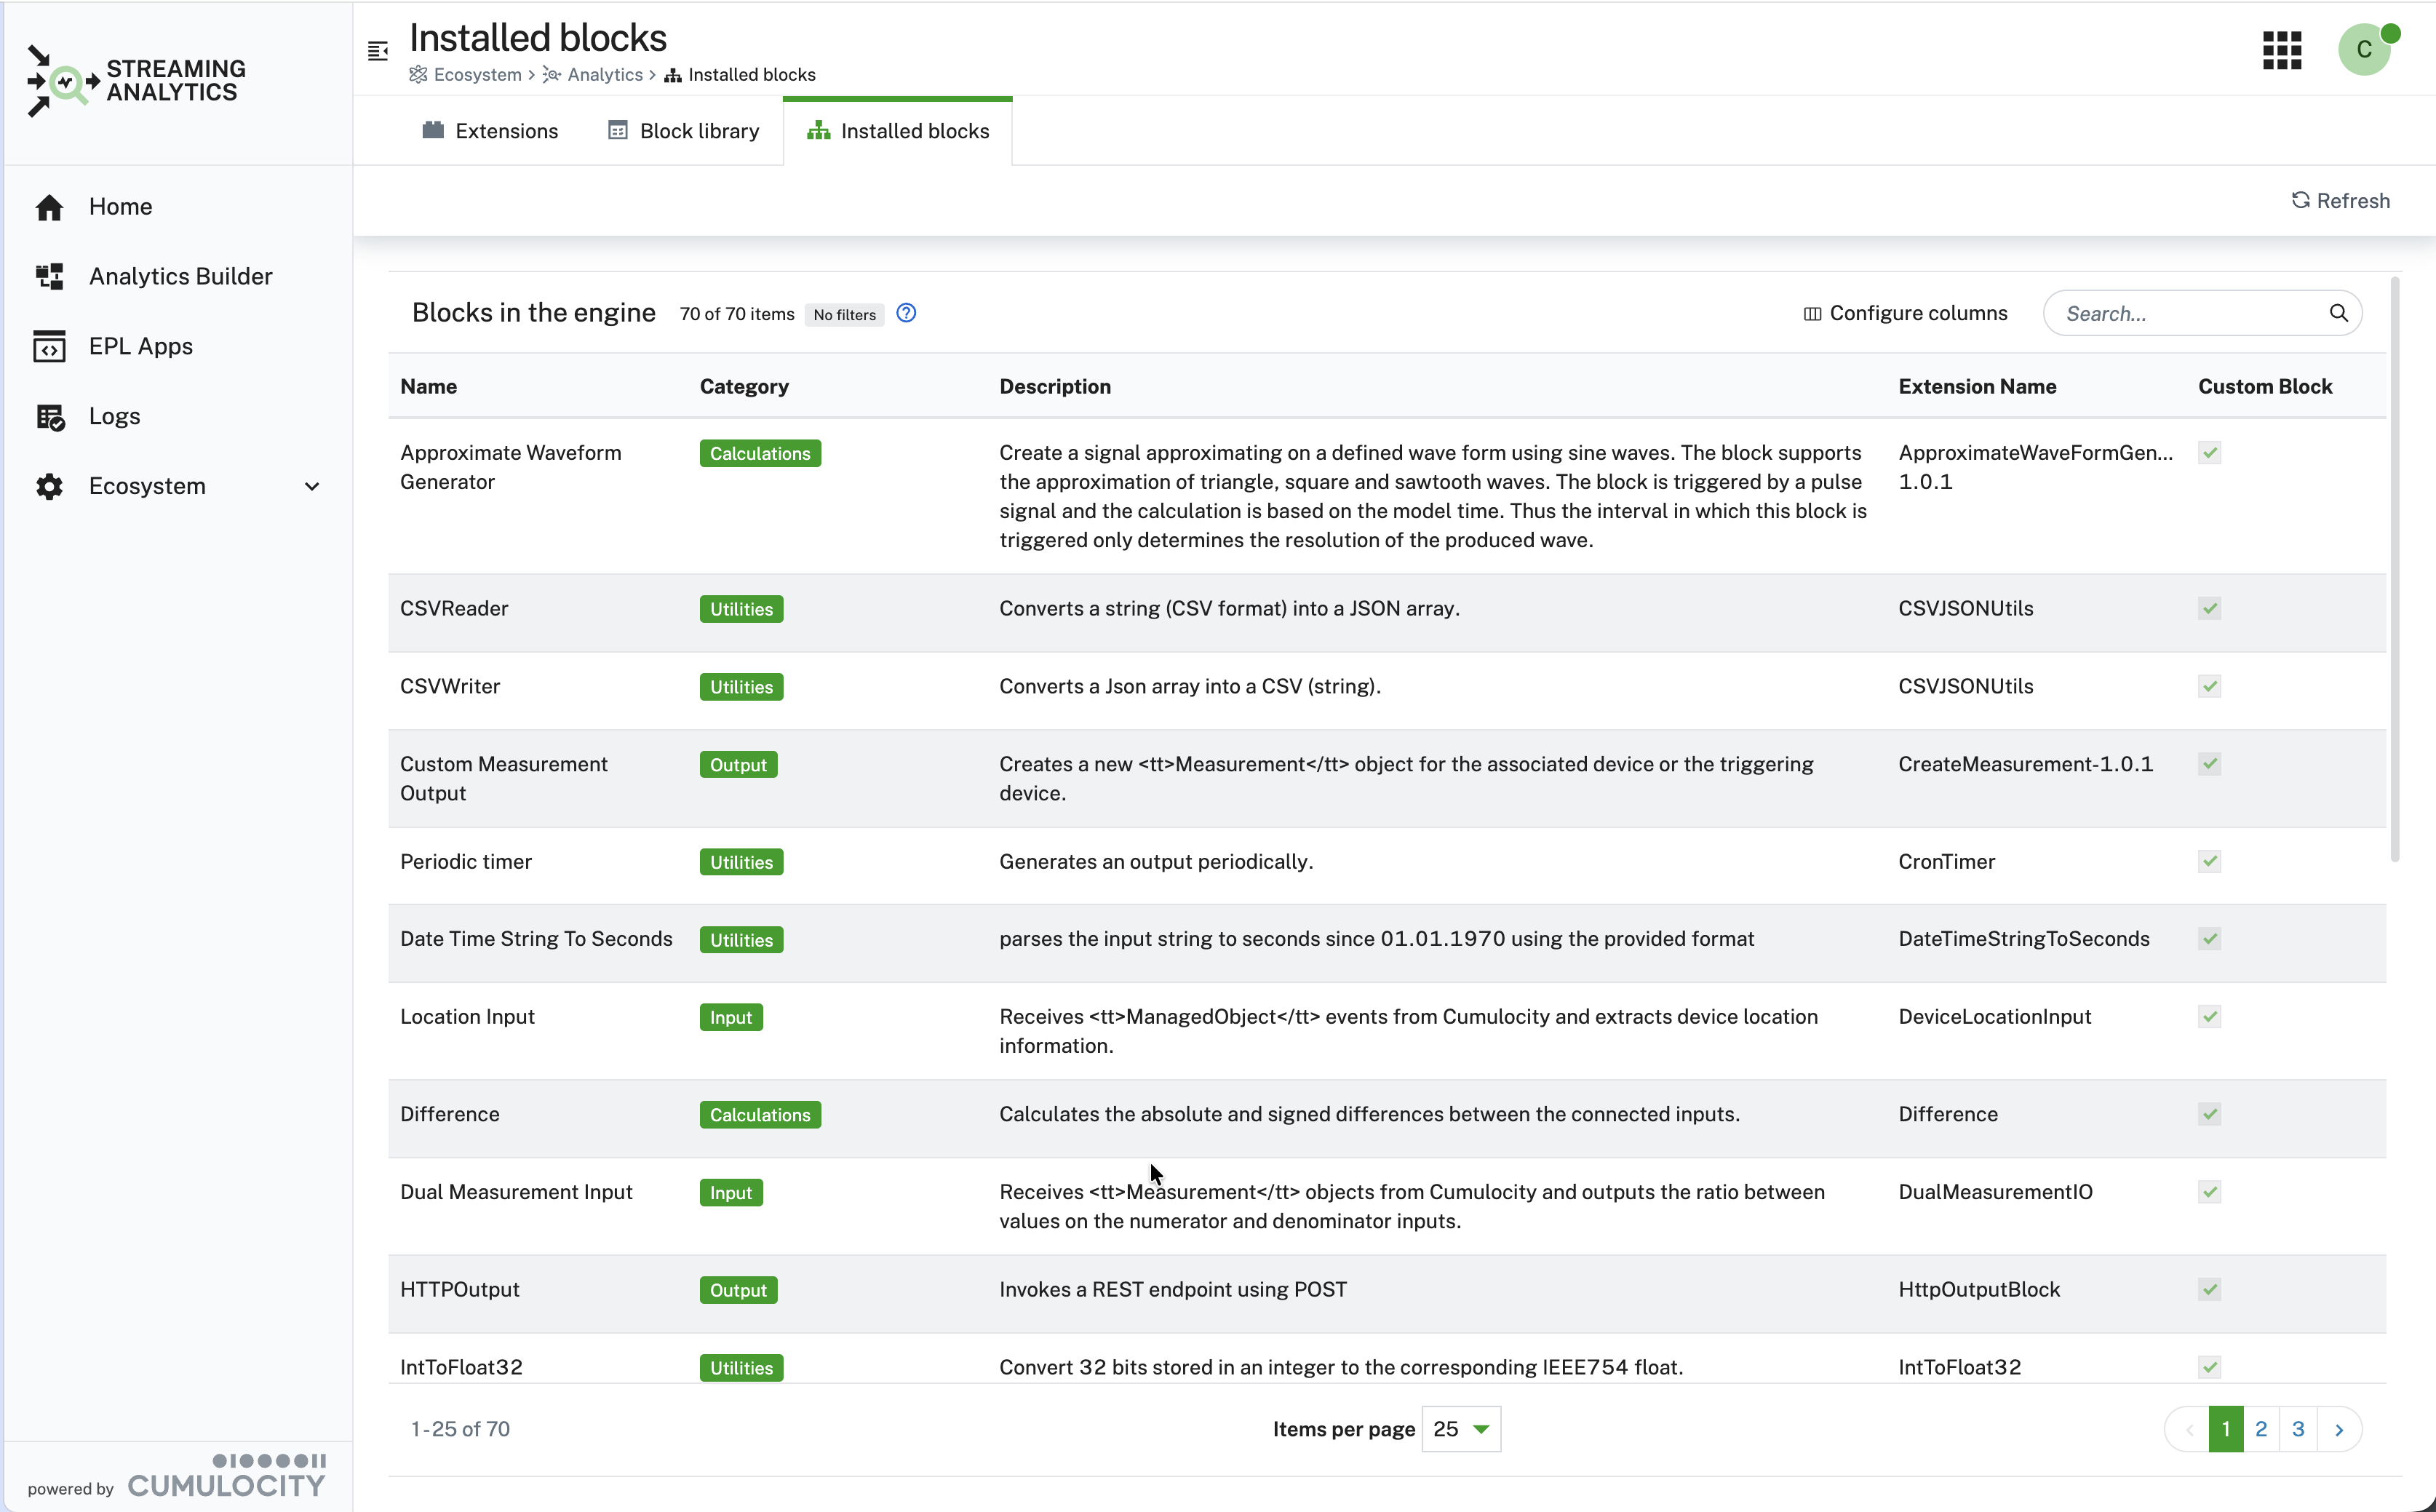 STREAMING
ANALYTICS
Home
Analytics Builder
EPL Apps
Logs
Ecosystem
powered by CUMULOCITY
Installed blocks
Ecosystem > Analytics > Installed blocks
C
Extensions Block library Installed blocks
Refresh
Blocks in the engine 70 of 70 items No filters ? Configure columns Search...
Name Category Description Extension Name Custom Block
Approximate Waveform Calculations Create a signal approximating on a defined wave form using sine waves. The block supports ApproximateWaveFormGen...
Generator the approximation of triangle, square and sawtooth waves. The block is triggered by a pulse 1.0.1
signal and the calculation is based on the model time. Thus the interval in which this block is
triggered only determines the resolution of the produced wave.
CSVReader Utilities Converts a string (CSV format) into a JSON array. CSVJSONUtils
CSVWriter Utilities Converts a Json array into a CSV (string). CSVJSONUtils
Custom Measurement Output Creates a new <tt>Measurement</tt> object for the associated device or the triggering CreateMeasurement-1.0.1
Output device.
Periodic timer Utilities Generates an output periodically. CronTimer
Date Time String To Seconds Utilities parses the input string to seconds since 01.01.1970 using the provided format DateTimeStringToSeconds
Location Input Input Receives <tt>ManagedObject</tt> events from Cumulocity and extracts device location DeviceLocationInput
information.
Difference Calculations Calculates the absolute and signed differences between the connected inputs. Difference
Dual Measurement Input Input Receives <tt>Measurement</tt> objects from Cumulocity and outputs the ratio between DualMeasurementIO
values on the numerator and denominator inputs.
HTTPOutput Output Invokes a REST endpoint using POST HttpOutputBlock
IntToFloat32 Utilities Convert 32 bits stored in an integer to the corresponding IEEE754 float. IntToFloat32
1-25 of 70 Items per page 25 < 1 2 3 >